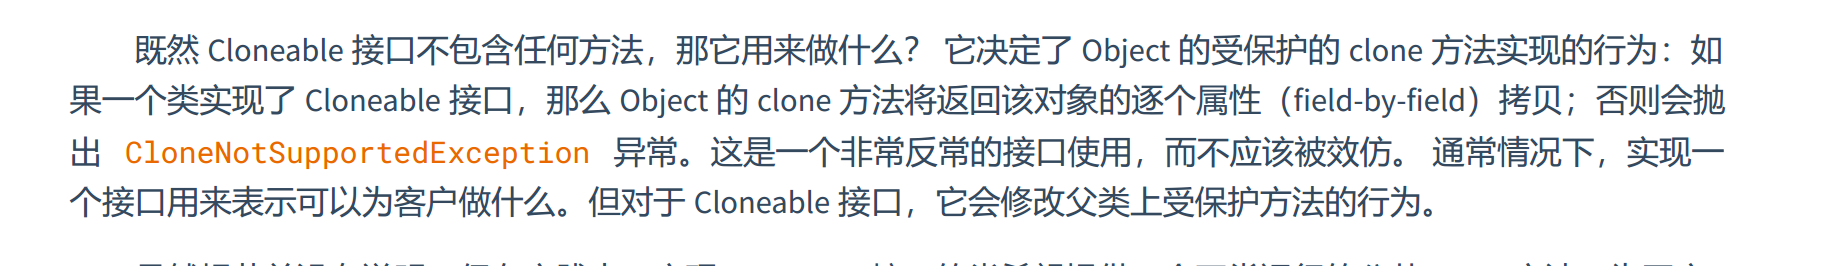 既然 Cloneable 接口不包含任何方法，那它用来做什么？ 它决定了 Object 的受保护的 clone 方法实现的行为：如
果一个类实现了 Cloneable 接口，那么 Object 的 clone 方法将返回该对象的逐个属性（field-by-field）拷贝；否则会抛
出 CloneNotSupportedException 异常。这是一个非常反常的接口使用，而不应该被效仿。 通常情况下，实现一
个接口用来表示可以为客户做什么。但对于 Cloneable 接口，它会修改父类上受保护方法的行为。